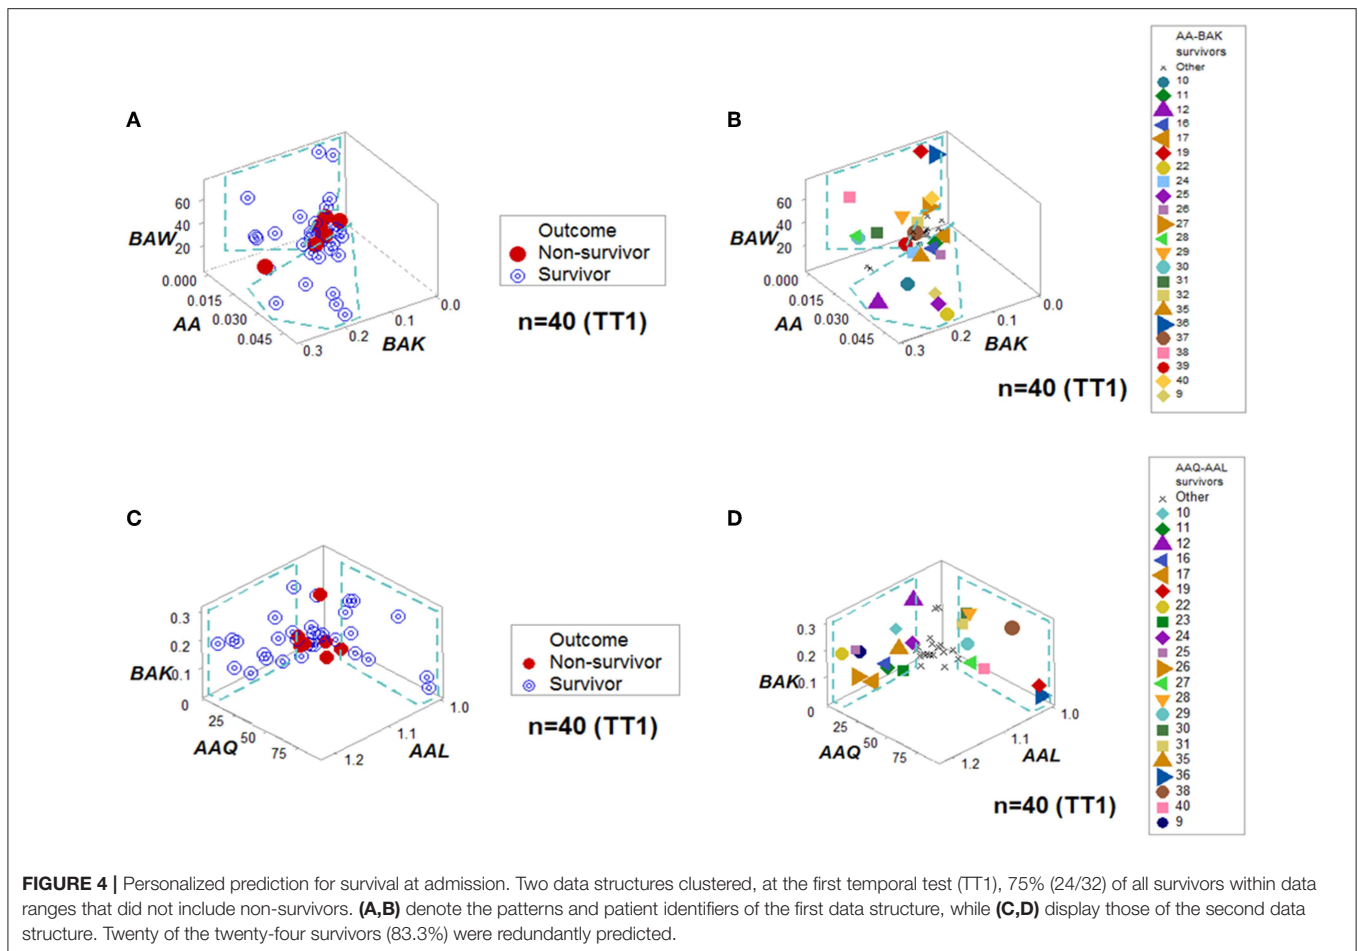 A
BAW
60
40
20
0.000
0.015
0.030
0.045
AA
0.3
0.2
0.1
0.0
BAK
Outcome
Non-survivor
Survivor
n=40 (TT1)
B
BAW
60
40
20
0.000
0.015
0.030
0.045
AA
0.3
0.2
0.1
0.0
BAK
n=40 (TT1)
AA-BAK
survivors
Other
10
11
12
16
17
19
22
24
25
26
27
28
29
30
31
32
35
36
37
38
39
40
9
C
0.3
0.2
0.1
0
BAK
25
50
75
AAQ
1.2
1.1
1.0
AAL
Outcome
Non-survivor
Survivor
n=40 (TT1)
D
0.3
0.2
0.1
0
BAK
25
50
75
AAQ
1.2
1.1
1.0
AAL
n=40 (TT1)
AAQ-AAL
survivors
Other
10
11
12
16
17
19
22
23
24
25
26
27
28
29
30
31
35
36
38
40
9
FIGURE 4 | Personalized prediction for survival at admission. Two data structures clustered, at the first temporal test (TT1), 75% (24/32) of all survivors within data
ranges that did not include non-survivors. (A,B) denote the patterns and patient identifiers of the first data structure, while (C,D) display those of the second data
structure. Twenty of the twenty-four survivors (83.3%) were redundantly predicted.